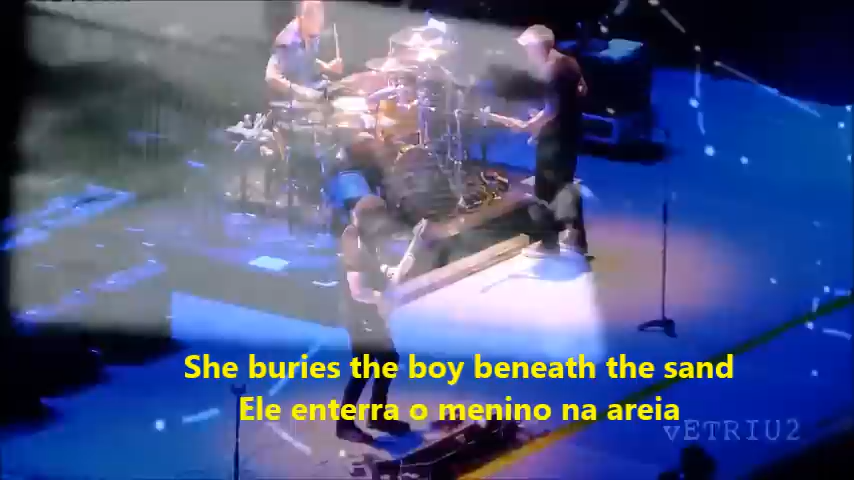 She buries the boy beneath the sand
Ele enterra o menino na areia
vETRIU2